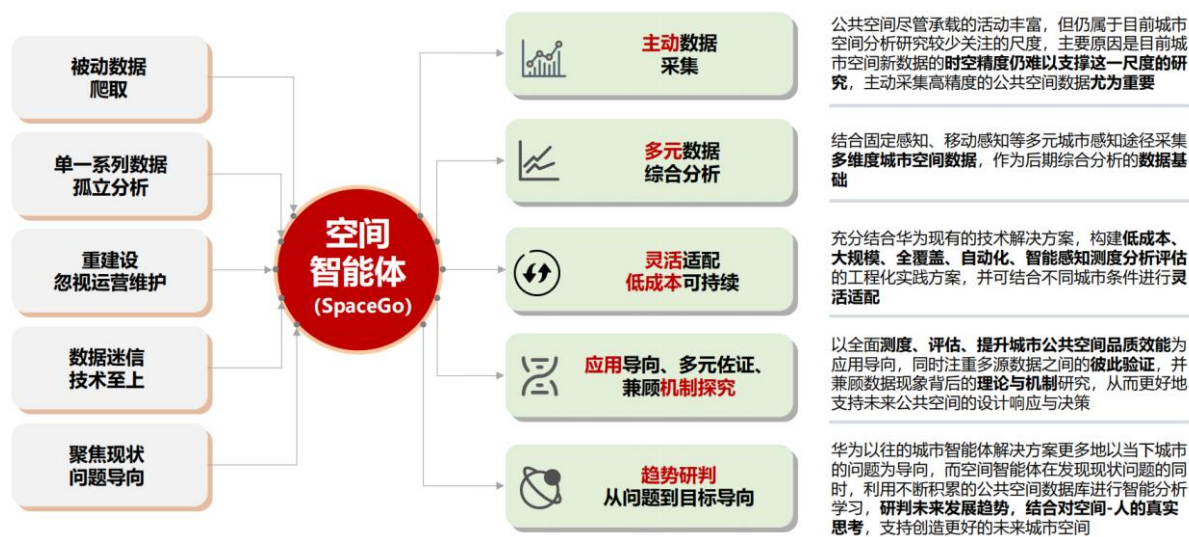 被动数据
爬取
单一系列数据
孤立分析
重建设
忽视运营维护
数据迷信
技术至上
聚焦现状
问题导向
空间
智能体
(SpaceGo)
主动数据
采集
公共空间尽管承载的活动丰富，但仍属于目前城市
空间分析研究较少关注的尺度，主要原因是目前城
市空间新数据的时空精度仍难以支撑这一尺度的研
究，主动采集高精度的公共空间数据尤为重要
多元数据
综合分析
结合固定感知、移动感知等多元城市感知途径采集
多维度城市空间数据，作为后期综合分析的数据基
础
灵活适配
低成本可持续
充分结合华为现有的技术解决方案，构建低成本、
大规模、全覆盖、自动化、智能感知测度分析评估
的工程化实践方案，并可结合不同城市条件进行灵
活适配
应用导向、多元佐证、
兼顾机制探究
以全面测度、评估、提升城市公共空间品质效能为
应用导向，同时注重多源数据之间的彼此验证，并
兼顾数据现象背后的理论与机制研究，从而更好地
支持未来公共空间的设计响应与决策
趋势研判
从问题到目标导向
华为以往的城市智能体解决方案更多地以当下城市
的问题为导向，而空间智能体在发现现状问题的同
时，利用不断积累的公共空间数据库进行智能分析
学习，研判未来发展趋势，结合对空间-人的真实
思考，支持创造更好的未来城市空间